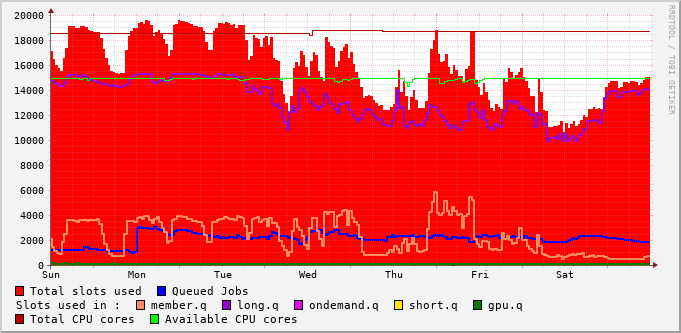 20000
18000
16000
14000
12000
10000
8000
6000
4000
2000
0
Sun Mon Tue Wed Thu Fri Sat
RRDTOOL / TOBI OETIKER
Total slots used Queued Jobs
Slots used in : member.q long.q ondemand.q short.q gpu.q
Total CPU cores Available CPU cores